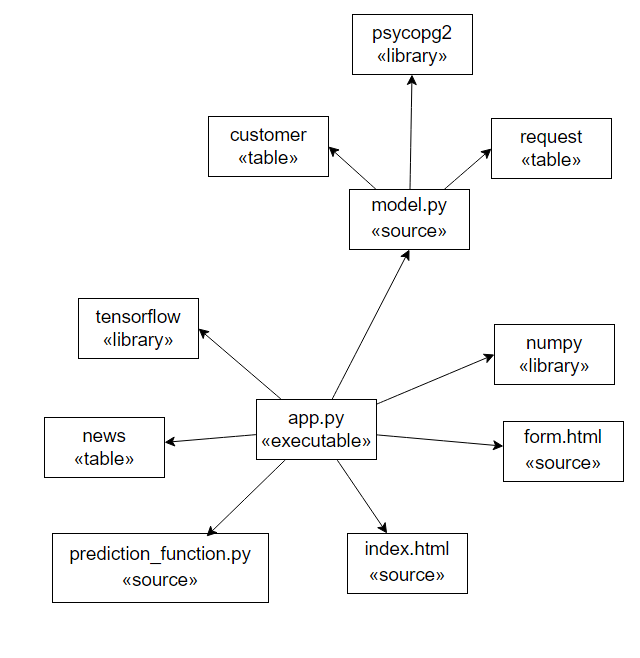 psycopg2
«library»
customer
«table»
request
«table»
model.py
«source»
tensorflow
«library»
numpy
«library»
app.py
«executable»
news
«table»
form.html
«source»
prediction_function.py
«source»
index.html
«source»